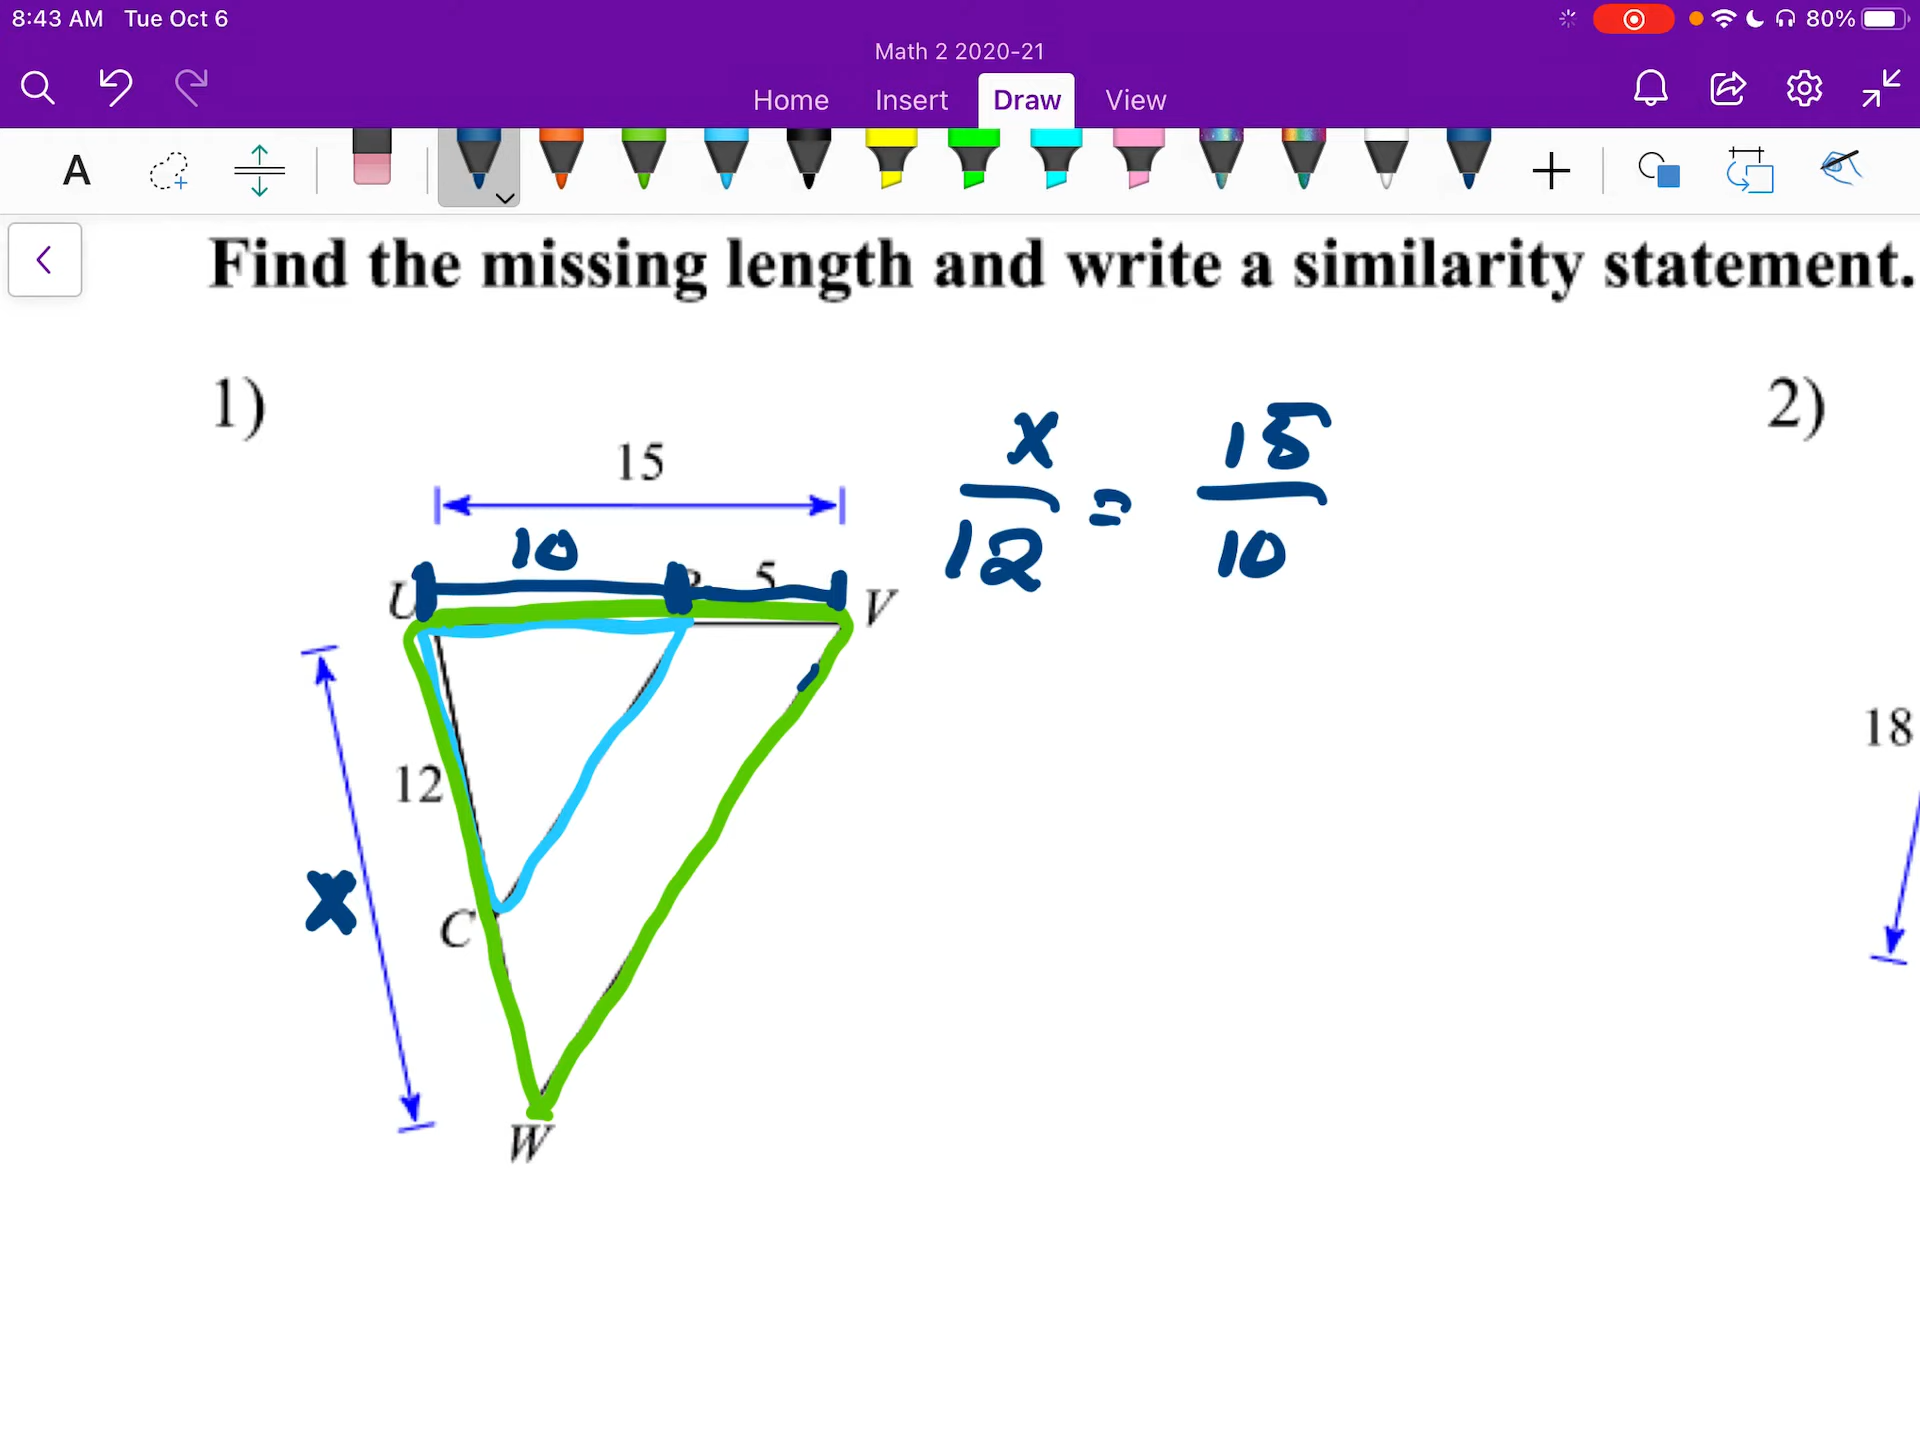 8:43 AM Tue Oct 6
80%
Math 2 2020-21
Home Insert Draw View
A
Find the missing length and write a similarity statement.
1)
2)
15
x/12 = 15/10
10
5
U
V
12
18
x
C
W